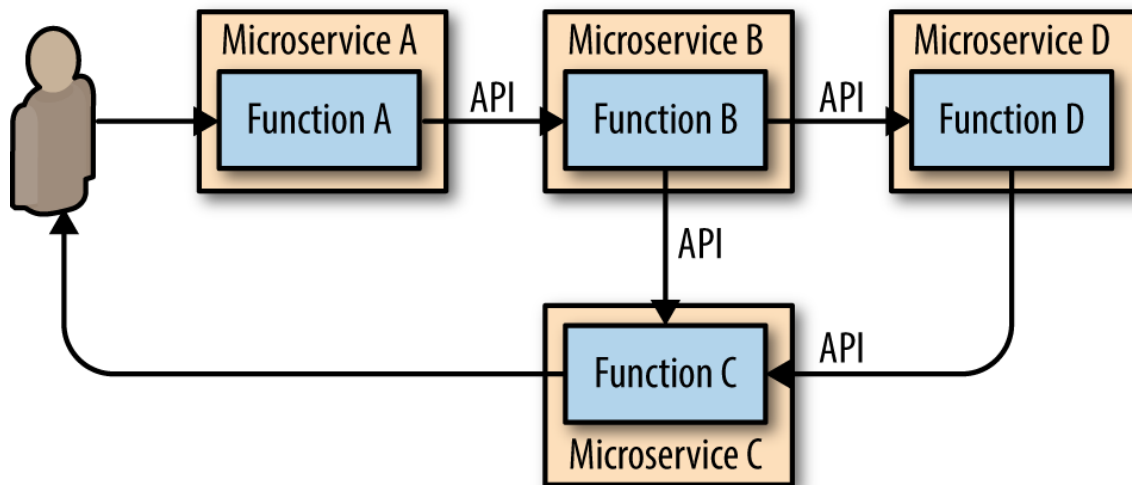 Microservice A
Function A
API
Microservice B
Function B
API
Microservice D
Function D
API
Function C
Microservice C
API